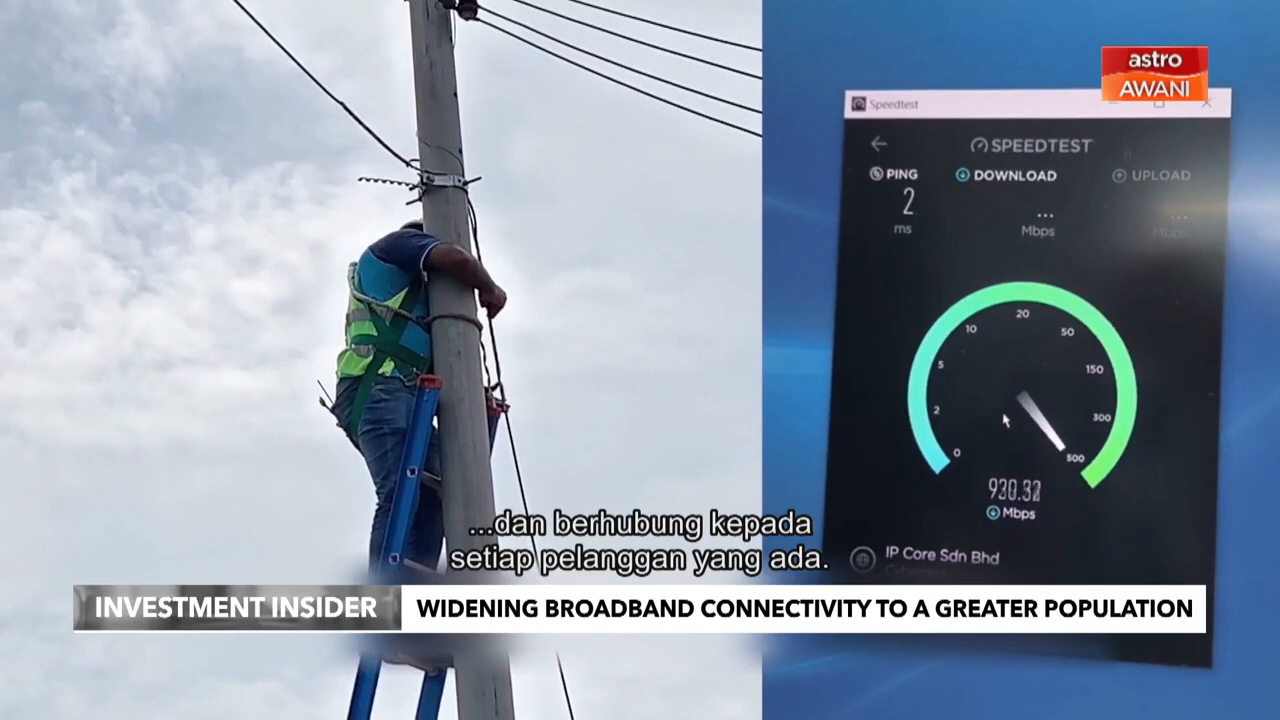 astro
AWANI
Speedtest
SPEEDTEST
PING
DOWNLOAD
UPLOAD
2
...
...
ms
Mbps
Mbps
0
2
5
10
20
50
150
300
500
930.32
Mbps
IP Core Sdn Bhd
...dan berhubung kepada
setiap pelanggan yang ada.
INVESTMENT INSIDER
WIDENING BROADBAND CONNECTIVITY TO A GREATER POPULATION